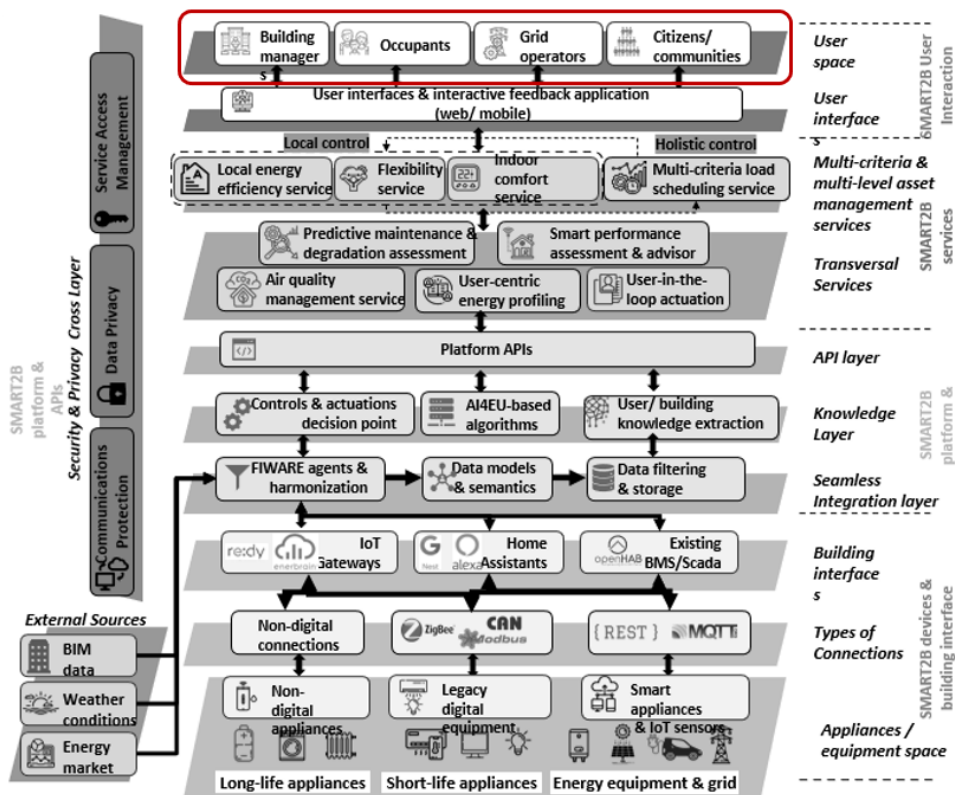 Building
manager
s
Occupants
Grid
operators
Citizens/
communities
User
space
User interfaces & interactive feedback application
(web/ mobile)
User
interface
s
SMART2B User
Interaction
Local control
Holistic control
Local energy
efficiency service
Flexibility
service
22+
Indoor
comfort
service
Multi-criteria load
scheduling service
Multi-criteria &
multi-level asset
management
services
Predictive maintenance &
degradation assessment
Smart performance
assessment & advisor
Air quality
management service
User-centric
energy profiling
User-in-the-
loop actuation
Transversal
Services
SMART2B
services
Platform APIs
API layer
Controls & actuations
decision point
AI4EU-based
algorithms
User/ building
knowledge extraction
Knowledge
Layer
FIWARE agents &
harmonization
Data models
& semantics
Data filtering
& storage
Seamless
Integration layer
SMART2B
platform &
re:dy
enerbrain
IoT
Gateways
G
Nest
alexa
Home
Assistants
openHAB
Existing
BMS/Scada
Building
interface
s
Non-digital
connections
ZigBee
CAN
Modbus
{ REST }
MQTT
Types of
Connections
Non-
digital
appliances
Legacy
digital
equipment
Smart
appliances
& IoT sensors
Appliances /
equipment space
Long-life appliances
Short-life appliances
Energy equipment & grid
SMART2B devices &
building interface
Service Access
Management
Data Privacy
Communications
Protection
Security & Privacy Cross Layer
SMART2B
platform &
APIs
External Sources
BIM
data
Weather
conditions
Energy
market